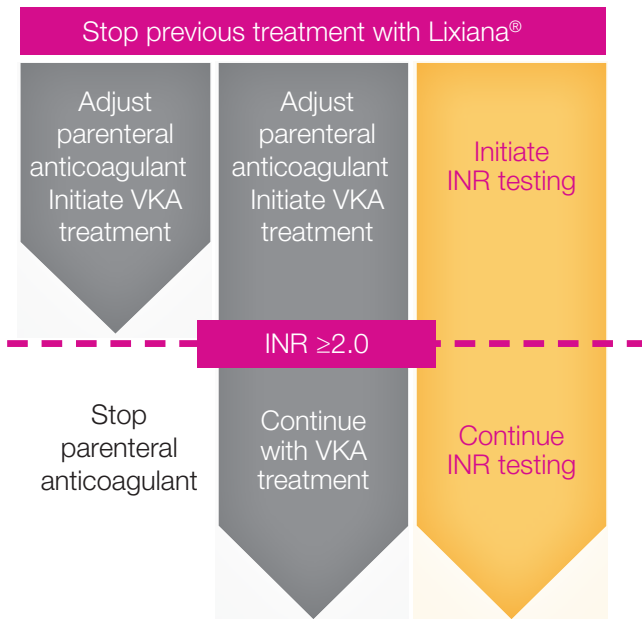 Stop previous treatment with Lixiana®
Adjust
parenteral
anticoagulant
Initiate VKA
treatment
Adjust
parenteral
anticoagulant
Initiate VKA
treatment
Initiate
INR testing
INR ≥2.0
Stop
parenteral
anticoagulant
Continue
with VKA
treatment
Continue
INR testing